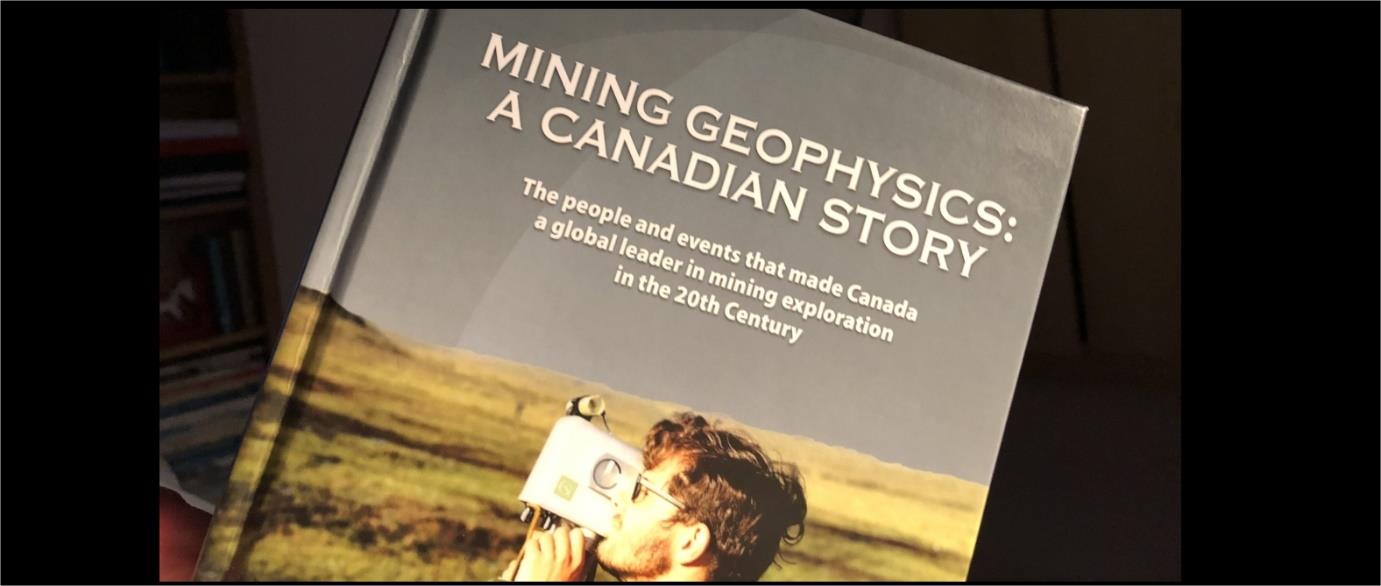 MINING GEOPHYSICS:
A CANADIAN STORY
The people and events that made Canada
a global leader in mining exploration
in the 20th Century